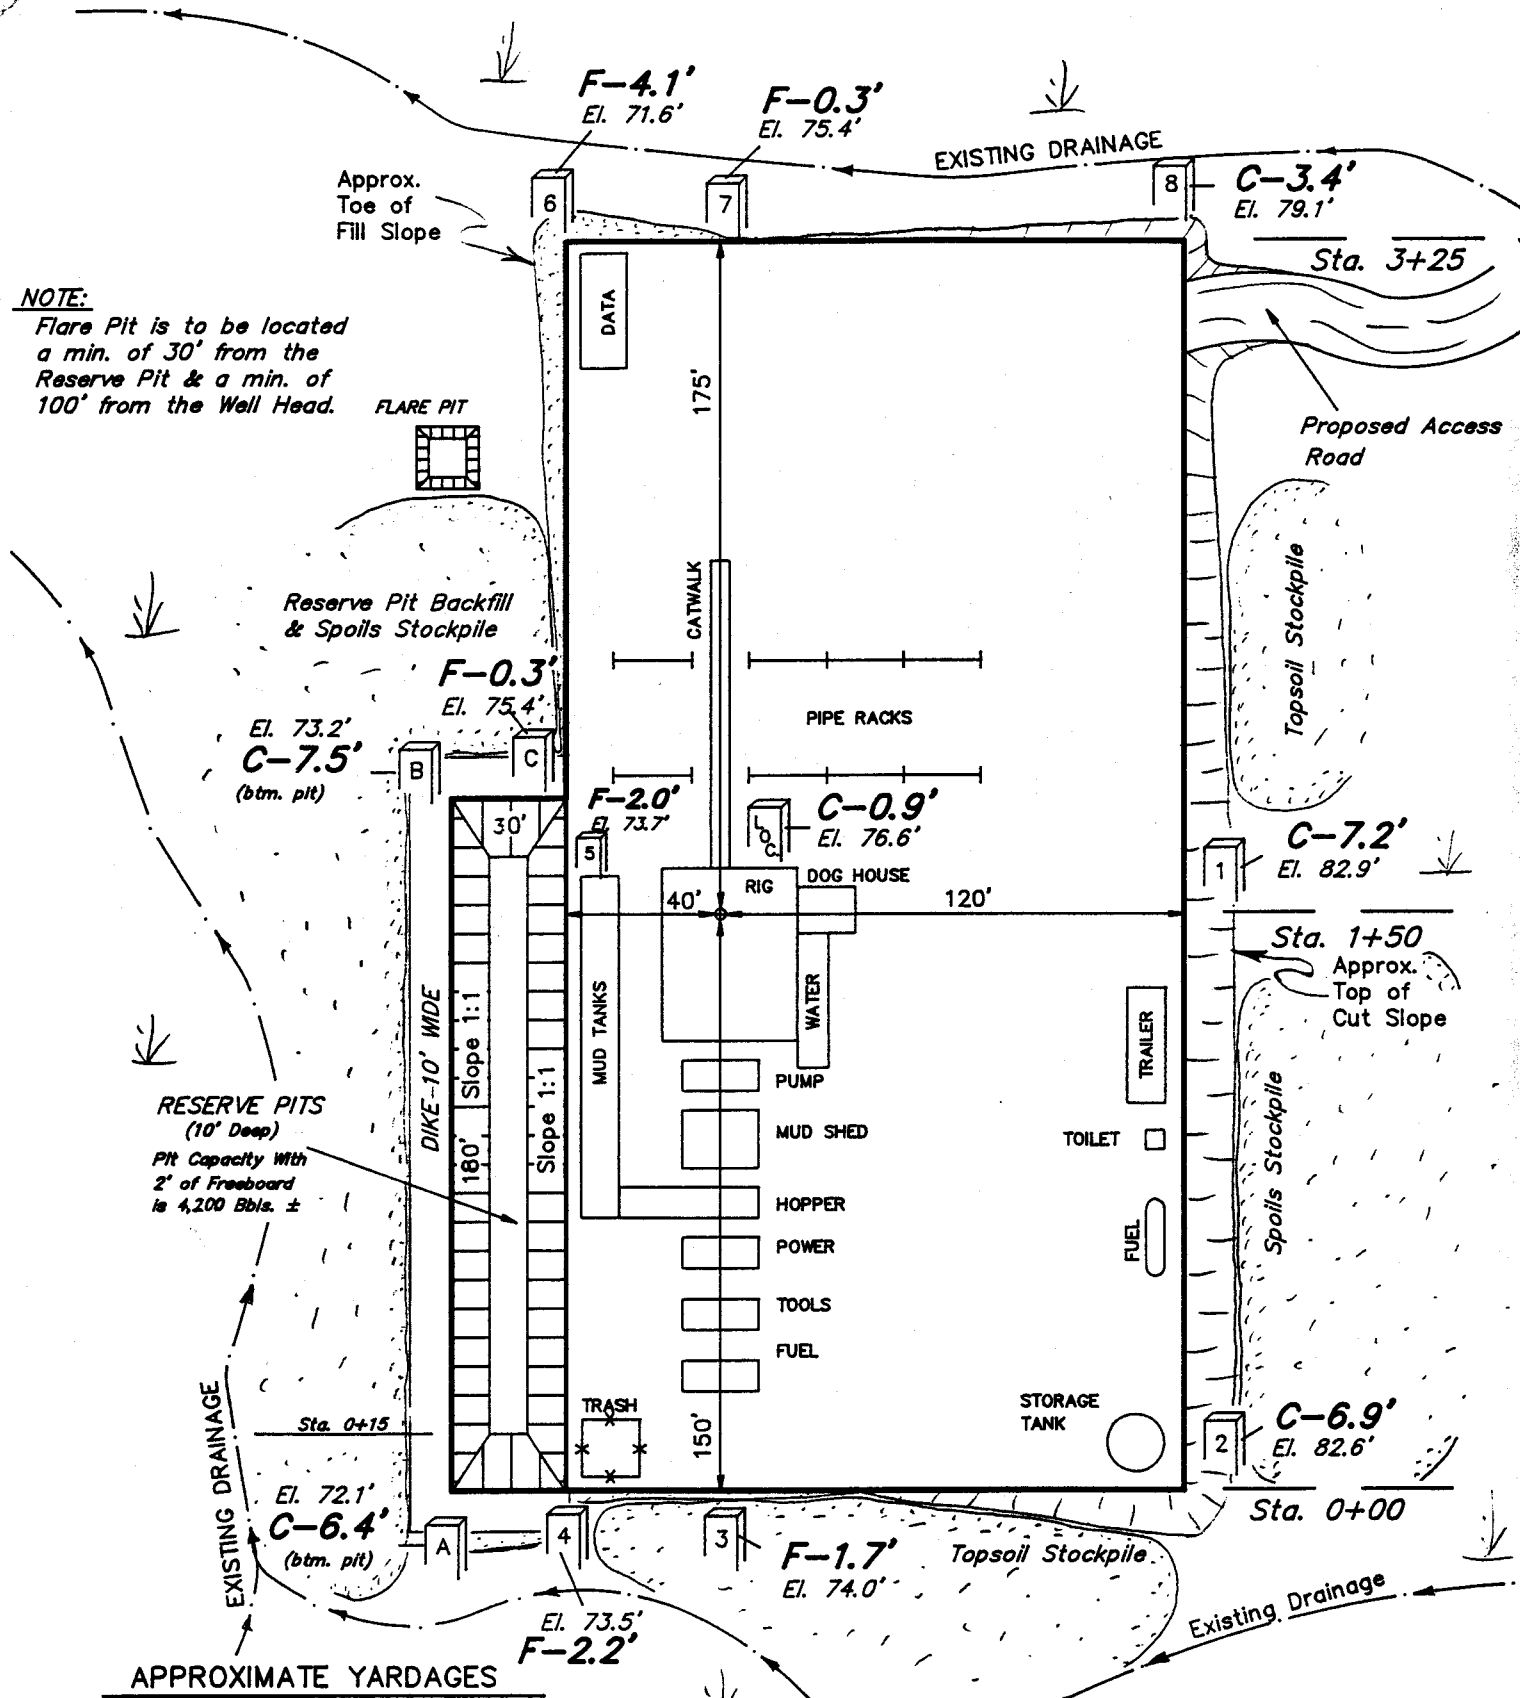 F-4.1'
El. 71.6'
F-0.3'
El. 75.4'
EXISTING DRAINAGE
C-3.4'
El. 79.1'
6
7
8
Approx.
Toe of
Fill Slope
Sta. 3+25
NOTE:
Flare Pit is to be located
a min. of 30' from the
Reserve Pit & a min. of
100' from the Well Head.
FLARE PIT
DATA
175'
Proposed Access
Road
Topsoil Stockpile
CATWALK
Reserve Pit Backfill
& Spoils Stockpile
F-0.3'
El. 75.4'
El. 73.2'
C-7.5'
(btm. pit)
B
C
PIPE RACKS
30'
F-2.0'
El. 73.7'
5
LOC.
C-0.9'
El. 76.6'
C-7.2'
El. 82.9'
1
RIG
DOG HOUSE
40'
120'
Sta. 1+50
Approx.
Top of
Cut Slope
DIKE-10' WIDE
Slope 1:1
180'
Slope 1:1
MUD TANKS
WATER
TRAILER
PUMP
MUD SHED
TOILET
HOPPER
POWER
FUEL
TOOLS
FUEL
Spoils Stockpile
RESERVE PITS
(10' Deep)
Pit Capacity With
2' of Freeboard
is 4,200 Bbls. ±
Sta. 0+15
TRASH
150'
STORAGE
TANK
2
C-6.9'
El. 82.6'
Sta. 0+00
EXISTING DRAINAGE
El. 72.1'
C-6.4'
(btm. pit)
A
4
3
F-1.7'
El. 74.0'
Topsoil Stockpile
Existing Drainage
El. 73.5'
F-2.2'
APPROXIMATE YARDAGES